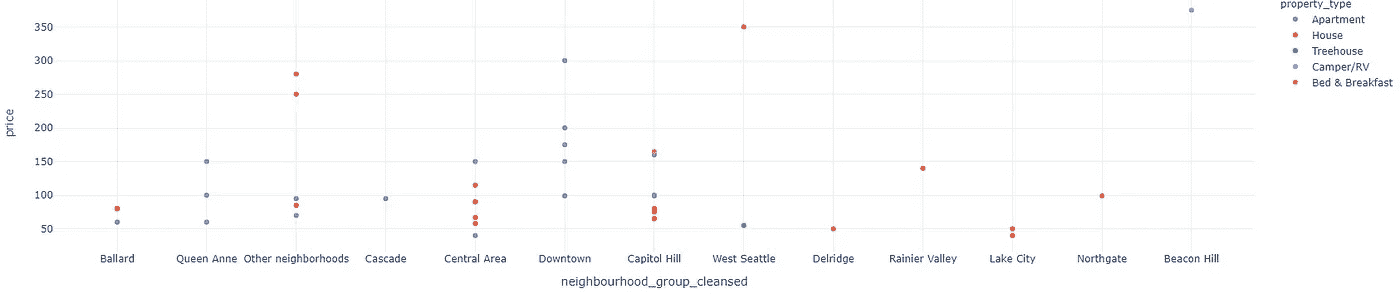 property_type
Apartment
House
Treehouse
Camper/RV
Bed & Breakfast
price
350
300
250
200
150
100
50
Ballard Queen Anne Other neighborhoods Cascade Central Area Downtown Capitol Hill West Seattle Delridge Rainier Valley Lake City Northgate Beacon Hill
neighbourhood_group_cleansed